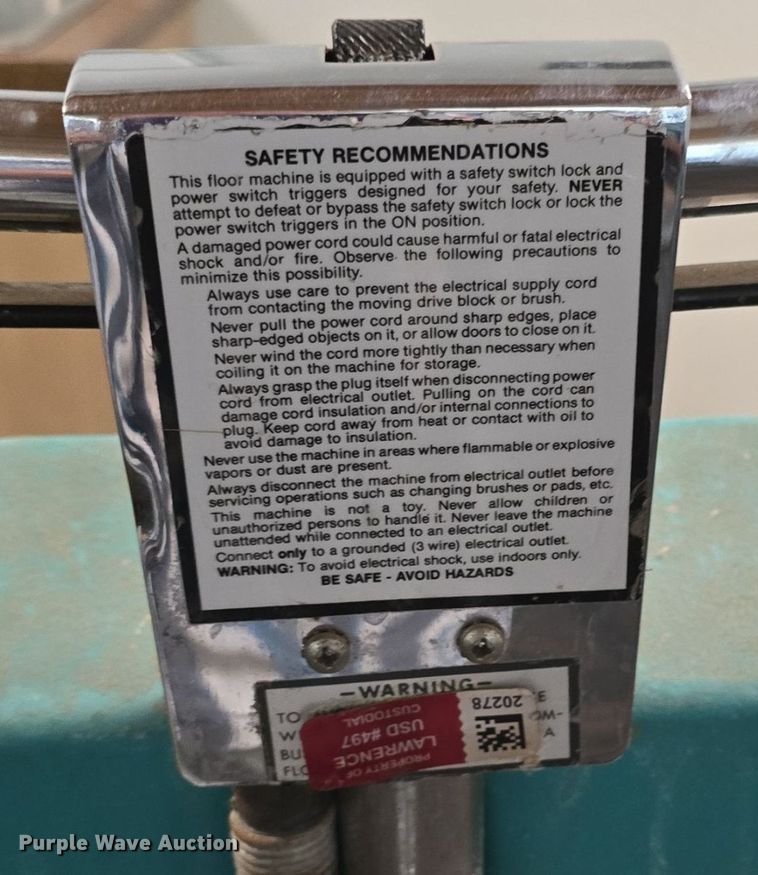 SAFETY RECOMMENDATIONS
This floor machine is equipped with a safety switch lock and
power switch triggers designed for your safety. NEVER
attempt to defeat or bypass the safety switch lock or lock the
power switch triggers in the ON position.
A damaged power cord could cause harmful or fatal electrical
shock and/or fire. Observe the following precautions to
minimize this possibility.
Always use care to prevent the electrical supply cord
from contacting the moving drive block or brush.
Never pull the power cord around sharp edges, place
sharp-edged objects on it, or allow doors to close on it.
Never wind the cord more tightly than necessary when
coiling it on the machine for storage.
Always grasp the plug itself when disconnecting power
cord from electrical outlet. Pulling on the cord can
damage cord insulation and/or internal connections to
plug. Keep cord away from heat or contact with oil to
avoid damage to insulation.
Never use the machine in areas where flammable or explosive
vapors or dust are present.
Always disconnect the machine from electrical outlet before
servicing operations such as changing brushes or pads, etc.
This machine is not a toy. Never allow children or
unauthorized persons to handle it. Never leave the machine
unattended while connected to an electrical outlet.
Connect only to a grounded (3 wire) electrical outlet.
WARNING: To avoid electrical shock, use indoors only.
BE SAFE - AVOID HAZARDS
-WARNING-
TO
A
PROPERTY OF
LAWRENCE
USD #497
CUSTODIAL
20278
Purple Wave Auction